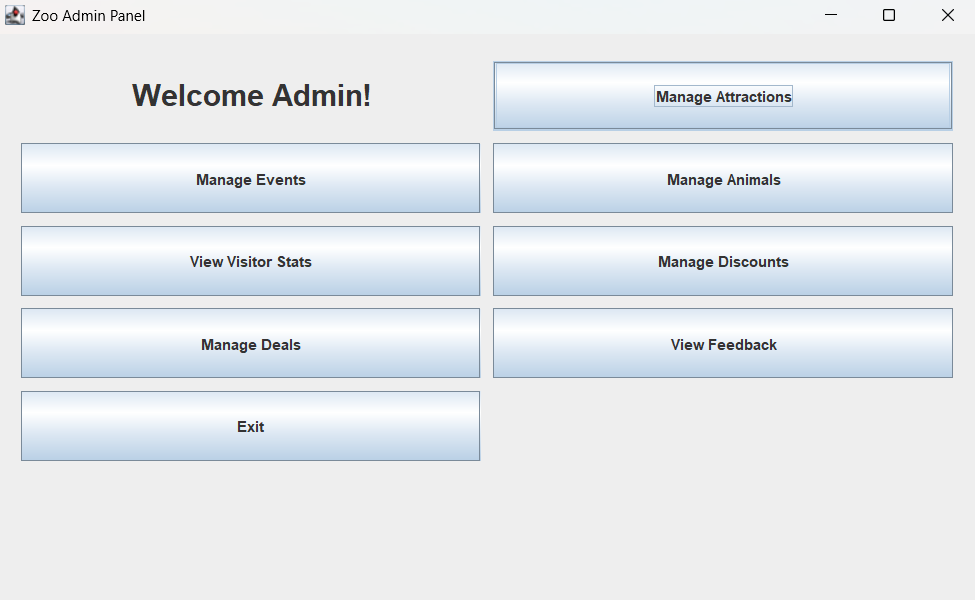 Zoo Admin Panel
Welcome Admin!
Manage Attractions
Manage Events
Manage Animals
View Visitor Stats
Manage Discounts
Manage Deals
View Feedback
Exit